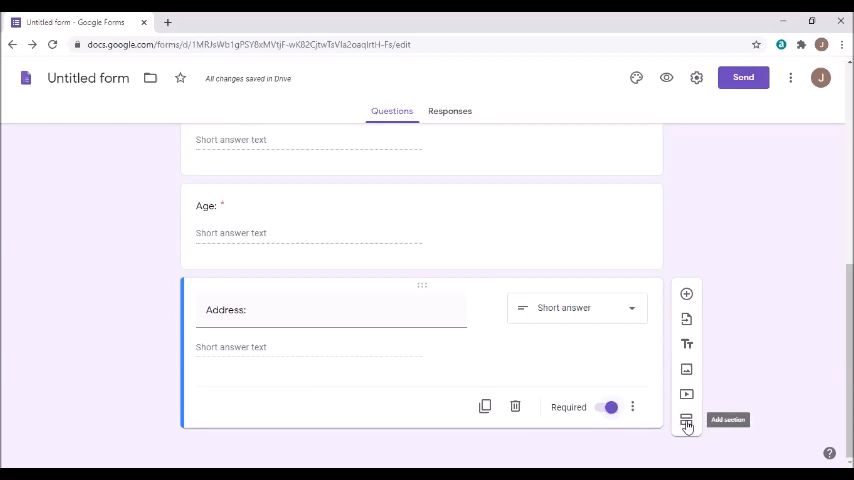 Untitled form - Google Forms
docs.google.com/forms/d/1MRJsWb1gPSY8xMVtjF-wK82CjtwTsVla2oaqIrtH-Fs/edit
J
Untitled form
All changes saved in Drive
Send
J
Questions
Responses
Short answer text
Age: *
Short answer text
Address:
Short answer
Short answer text
Required
Add section